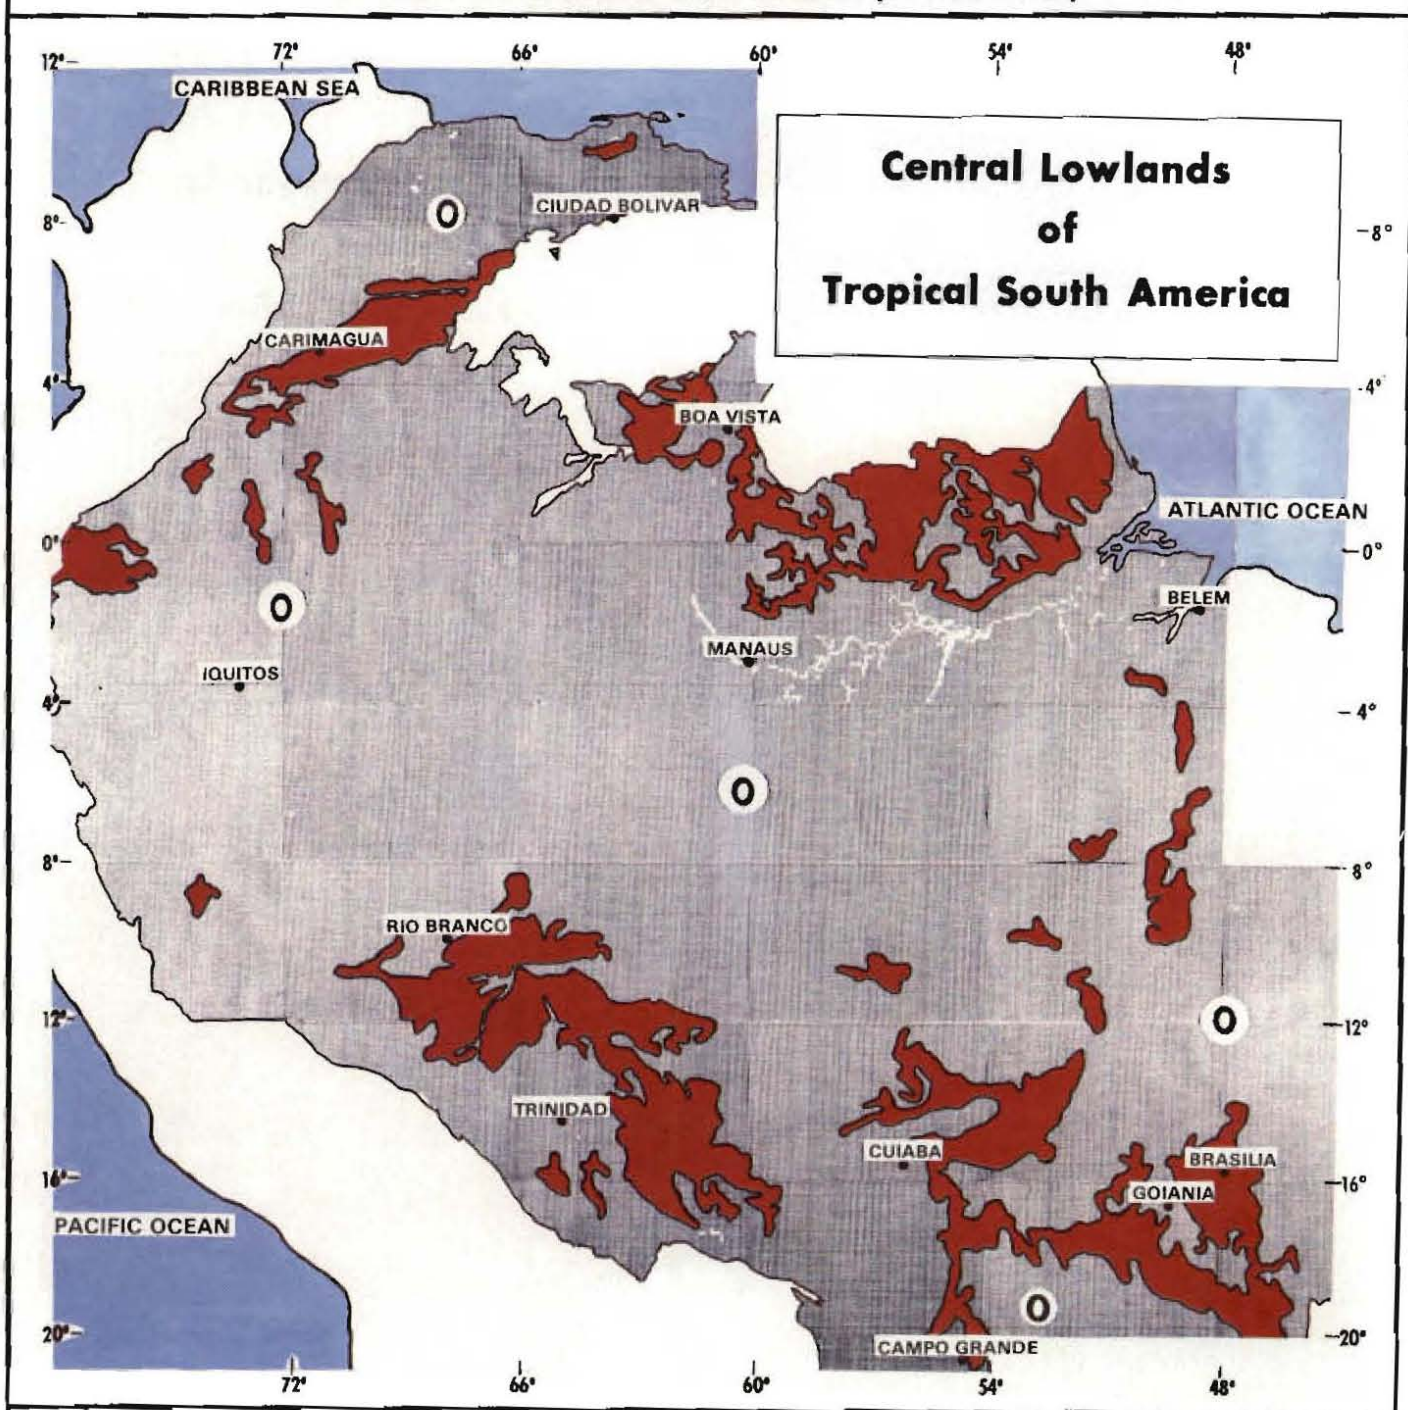 72° 66° 60° 54° 48°
12°
CARIBBEAN SEA
Central Lowlands
of
Tropical South America
CIUDAD BOLIVAR
O
8° 8°
CARIMAGUA
4° 4°
BOA VISTA
ATLANTIC OCEAN
0° 0°
BELEM
O
MANAUS
IQUITOS
4° 4°
O
8° 8°
RIO BRANCO
12° 12°
O
TRINIDAD
CUIABA
BRASILIA
16° 16°
GOIANIA
PACIFIC OCEAN
O
20° 20°
CAMPO GRANDE
72° 66° 60° 54° 48°